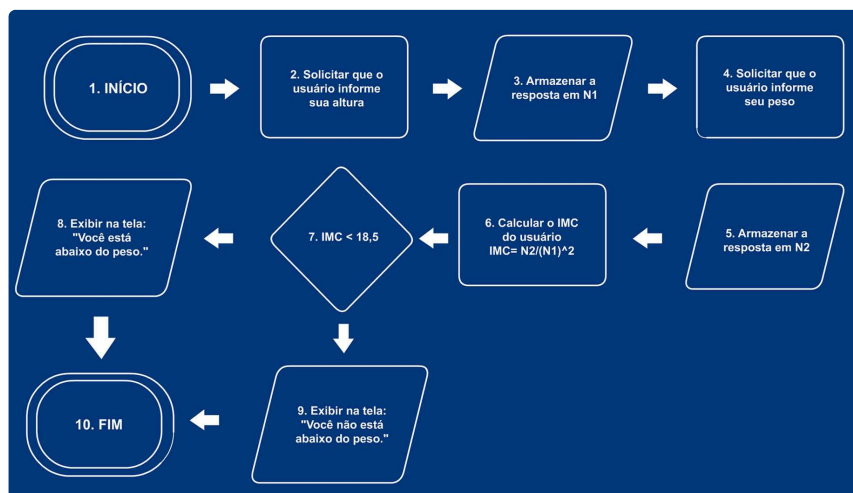 1. INÍCIO
2. Solicitar que o
usuário informe
sua altura
3. Armazenar a
resposta em N1
4. Solicitar que o
usuário informe
seu peso
5. Armazenar a
resposta em N2
6. Calcular o IMC
do usuário
IMC= N2/(N1)^2
7. IMC < 18,5
8. Exibir na tela:
"Você está
abaixo do peso."
9. Exibir na tela:
"Você não está
abaixo do peso."
10. FIM